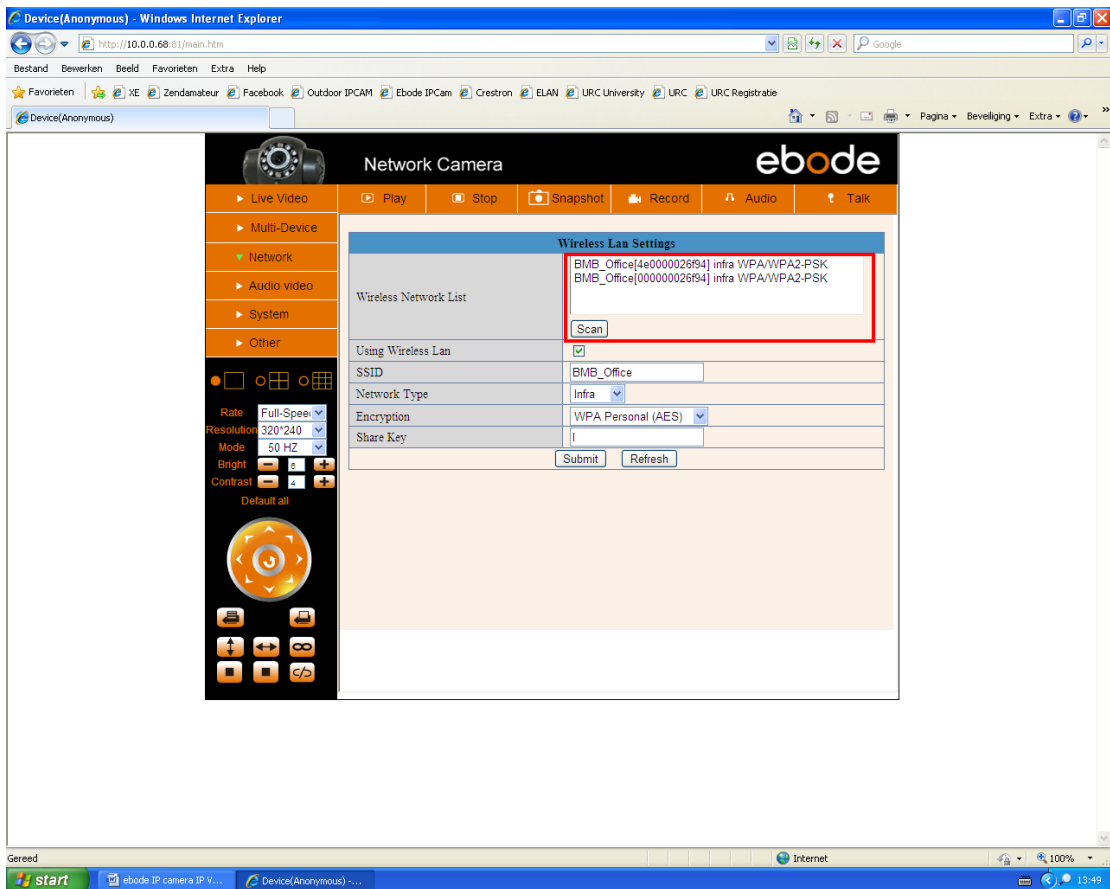 Device(Anonymous) - Windows Internet Explorer
http://10.0.0.68:81/main.htm
Google
Bestand Bewerken Beeld Favorieten Extra Help
Favorieten XE Zendamateur Facebook Outdoor IPCAM Ebode IPCam Crestron ELAN URC University URC URC Registratie
Device(Anonymous)
Pagina Beveiliging Extra »
Network Camera
ebode
Live Video
Play Stop Snapshot Record Audio Talk
Multi-Device
Network
Audio video
System
Other
Wireless Lan Settings
Wireless Network List
BMB_Office[4e0000026f94] infra WPA/WPA2-PSK
BMB_Office[000000026f94] infra WPA/WPA2-PSK
Scan
Using Wireless Lan
SSID BMB_Office
Network Type Infra
Encryption WPA Personal (AES)
Share Key
Submit Refresh
Rate Full-Speed
Resolution 320*240
Mode 50 HZ
Bright 6
Contrast 4
Default all
Gereed
Internet
100%
start
ebode IP camera IP V...
Device(Anonymous) -...
13:49